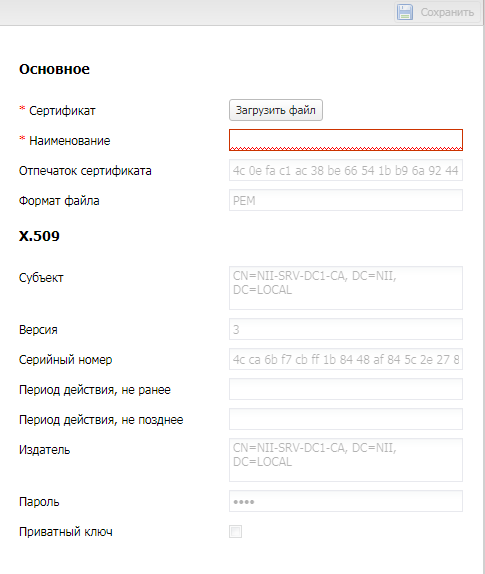 Сохранить
Основное
* Сертификат Загрузить файл
* Наименование
Отпечаток сертификата 4c 0e fa c1 ac 38 be 66 54 1b b9 6a 92 44
Формат файла PEM
X.509
Субъект CN=NII-SRV-DC1-CA, DC=NII,
DC=LOCAL
Версия 3
Серийный номер 4c ca 6b f7 cb ff 1b 84 48 af 84 5c 2e 27 8
Период действия, не ранее
Период действия, не позднее
Издатель CN=NII-SRV-DC1-CA, DC=NII,
DC=LOCAL
Пароль ••••
Приватный ключ